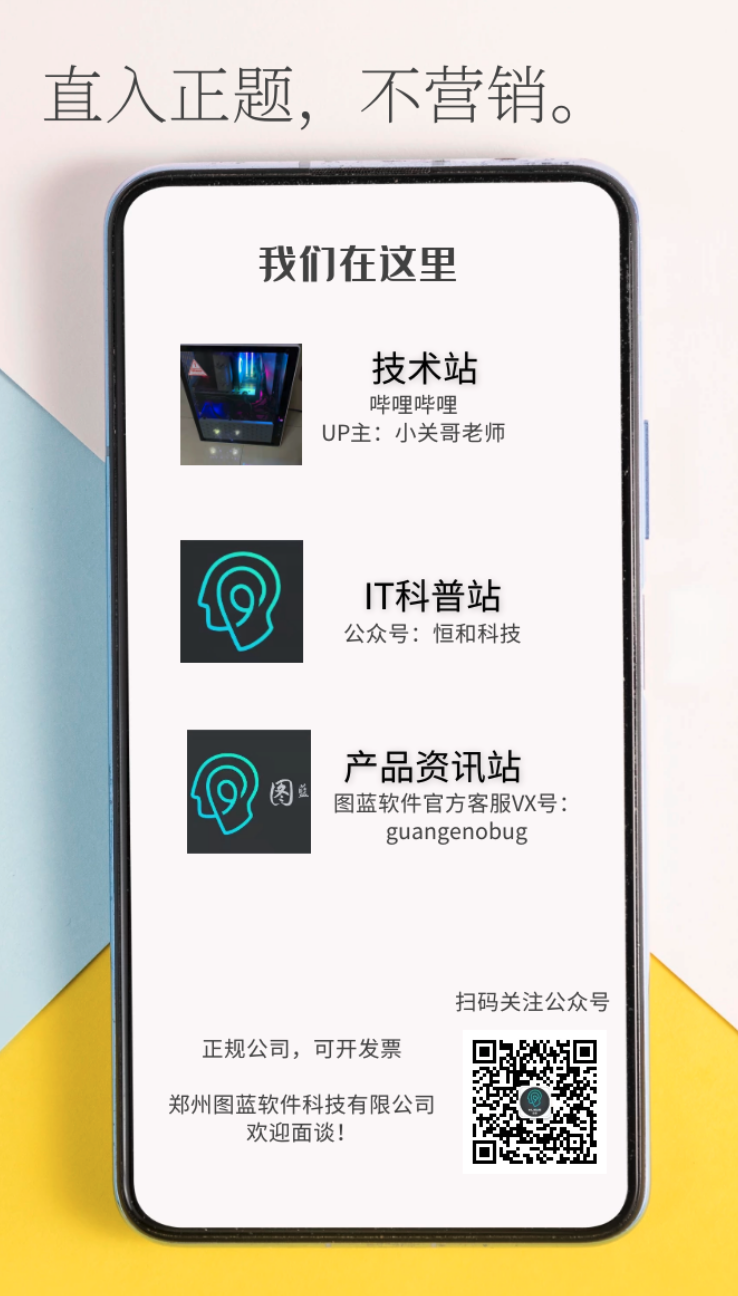 直入正题，不营销。
我们在这里
技术站
哔哩哔哩
UP主：小关哥老师
IT科普站
公众号：恒和科技
图蓝
产品资讯站
图蓝软件官方客服VX号：
guangenobug
扫码关注公众号
正规公司，可开发票
郑州图蓝软件科技有限公司
欢迎面谈！